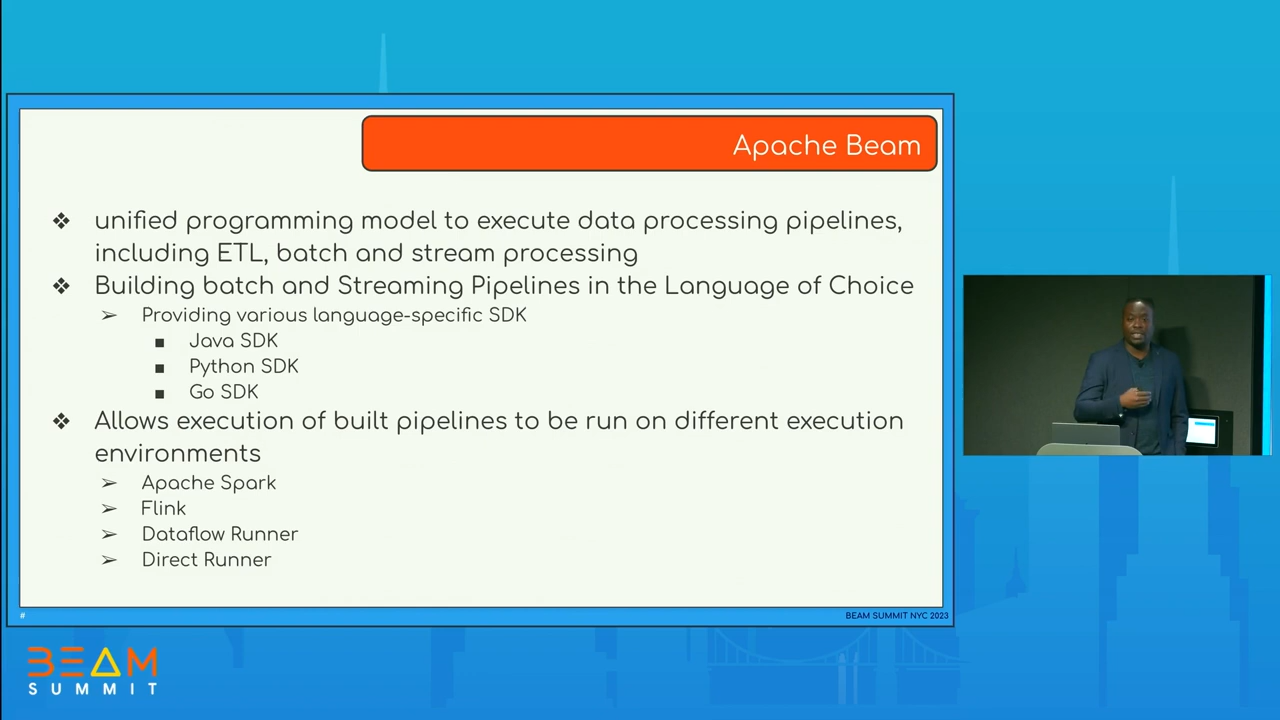 Apache Beam
❖ unified programming model to execute data processing pipelines,
including ETL, batch and stream processing
❖ Building batch and Streaming Pipelines in the Language of Choice
➢ Providing various language-specific SDK
■ Java SDK
■ Python SDK
■ Go SDK
❖ Allows execution of built pipelines to be run on different execution
environments
➢ Apache Spark
➢ Flink
➢ Dataflow Runner
➢ Direct Runner
#
BEAM SUMMIT NYC 2023
BEAM
SUMMIT